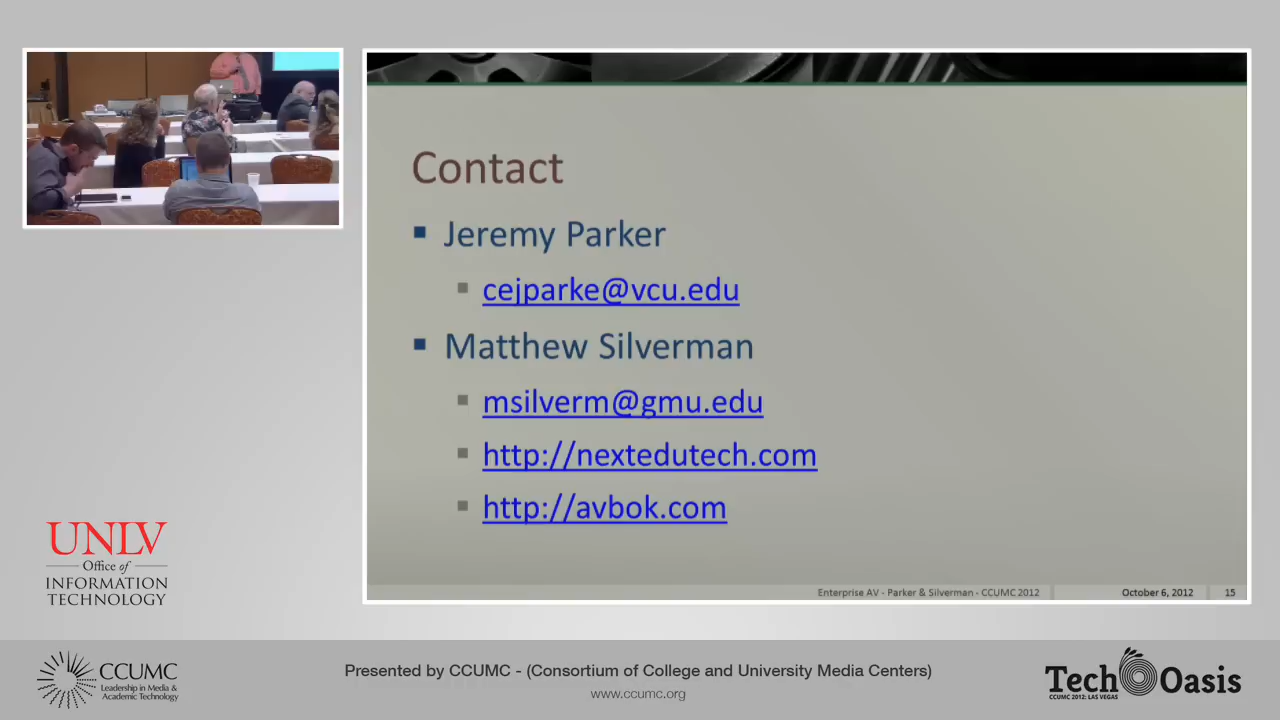 Contact
Jeremy Parker
cejparke@vcu.edu
Matthew Silverman
msilverm@gmu.edu
http://nextedutech.com
http://avbok.com
Enterprise AV - Parker & Silverman - CCUMC 2012
October 6, 2012
15
UNLV
Office of
INFORMATION
TECHNOLOGY
CCUMC
Leadership in Media &
Academic Technology
Presented by CCUMC - (Consortium of College and University Media Centers)
www.ccumc.org
Tech Oasis
CCUMC 2012: LAS VEGAS